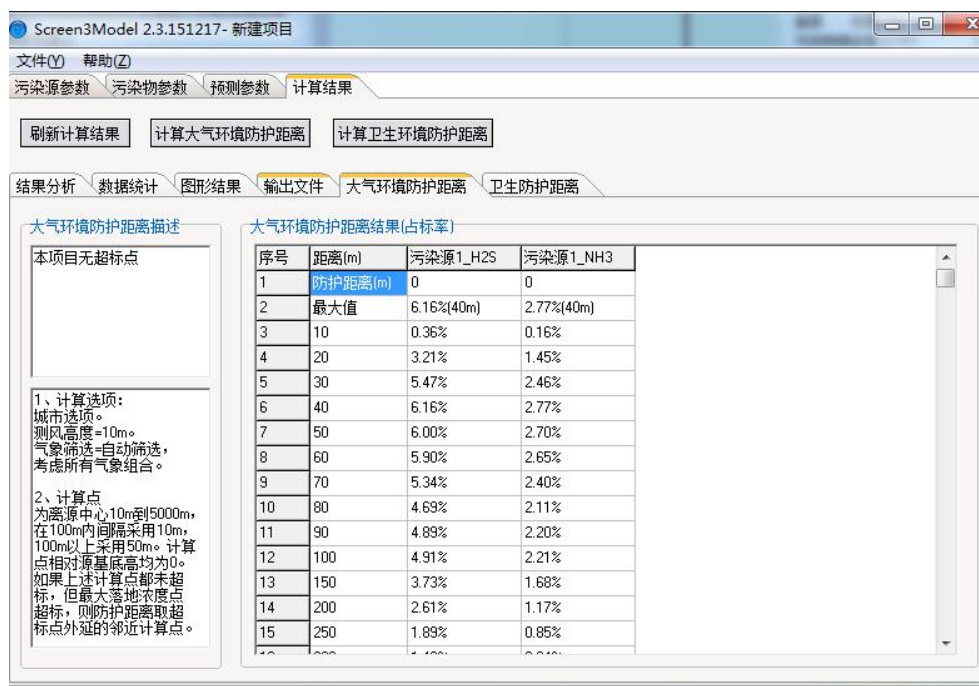 Screen3Model 2.3.151217- 新建项目
文件(Y) 帮助(Z)
污染源参数 污染物参数 预测参数 计算结果
刷新计算结果 计算大气环境防护距离 计算卫生环境防护距离
结果分析 数据统计 图形结果 输出文件 大气环境防护距离 卫生防护距离
大气环境防护距离描述
本项目无超标点
1、计算选项:
城市选项。
测风高度=10m。
气象筛选=自动筛选,
考虑所有气象组合。
2、计算点
为离源中心10m到5000m,
在100m内间隔采用10m,
100m以上采用50m。计算
点相对源基底高均为0。
如果上述计算点都未超
标,但最大落地浓度点
超标,则防护距离取超
标点外延的邻近计算点。
大气环境防护距离结果(占标率)
序号 距离(m) 污染源1_H2S 污染源1_NH3
1 防护距离(m) 0 0
2 最大值 6.16%(40m) 2.77%(40m)
3 10 0.36% 0.16%
4 20 3.21% 1.45%
5 30 5.47% 2.46%
6 40 6.16% 2.77%
7 50 6.00% 2.70%
8 60 5.90% 2.65%
9 70 5.34% 2.40%
10 80 4.69% 2.11%
11 90 4.89% 2.20%
12 100 4.91% 2.21%
13 150 3.73% 1.68%
14 200 2.61% 1.17%
15 250 1.89% 0.85%